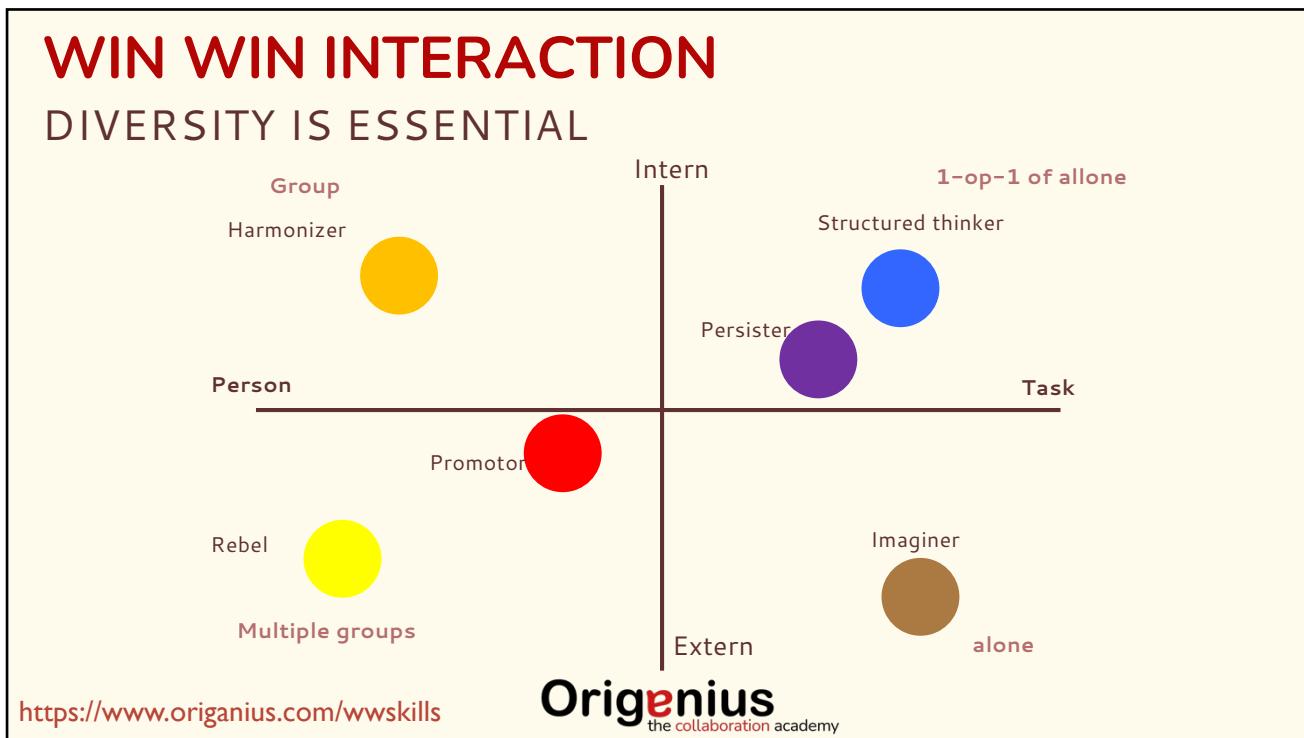 WIN WIN INTERACTION
DIVERSITY IS ESSENTIAL
Intern
Group
1-op-1 of allone
Harmonizer
Structured thinker
Persister
Person
Task
Promotor
Rebel
Imaginer
Multiple groups
Extern
alone
https://www.origanius.com/wwskills
Origanius
the collaboration academy